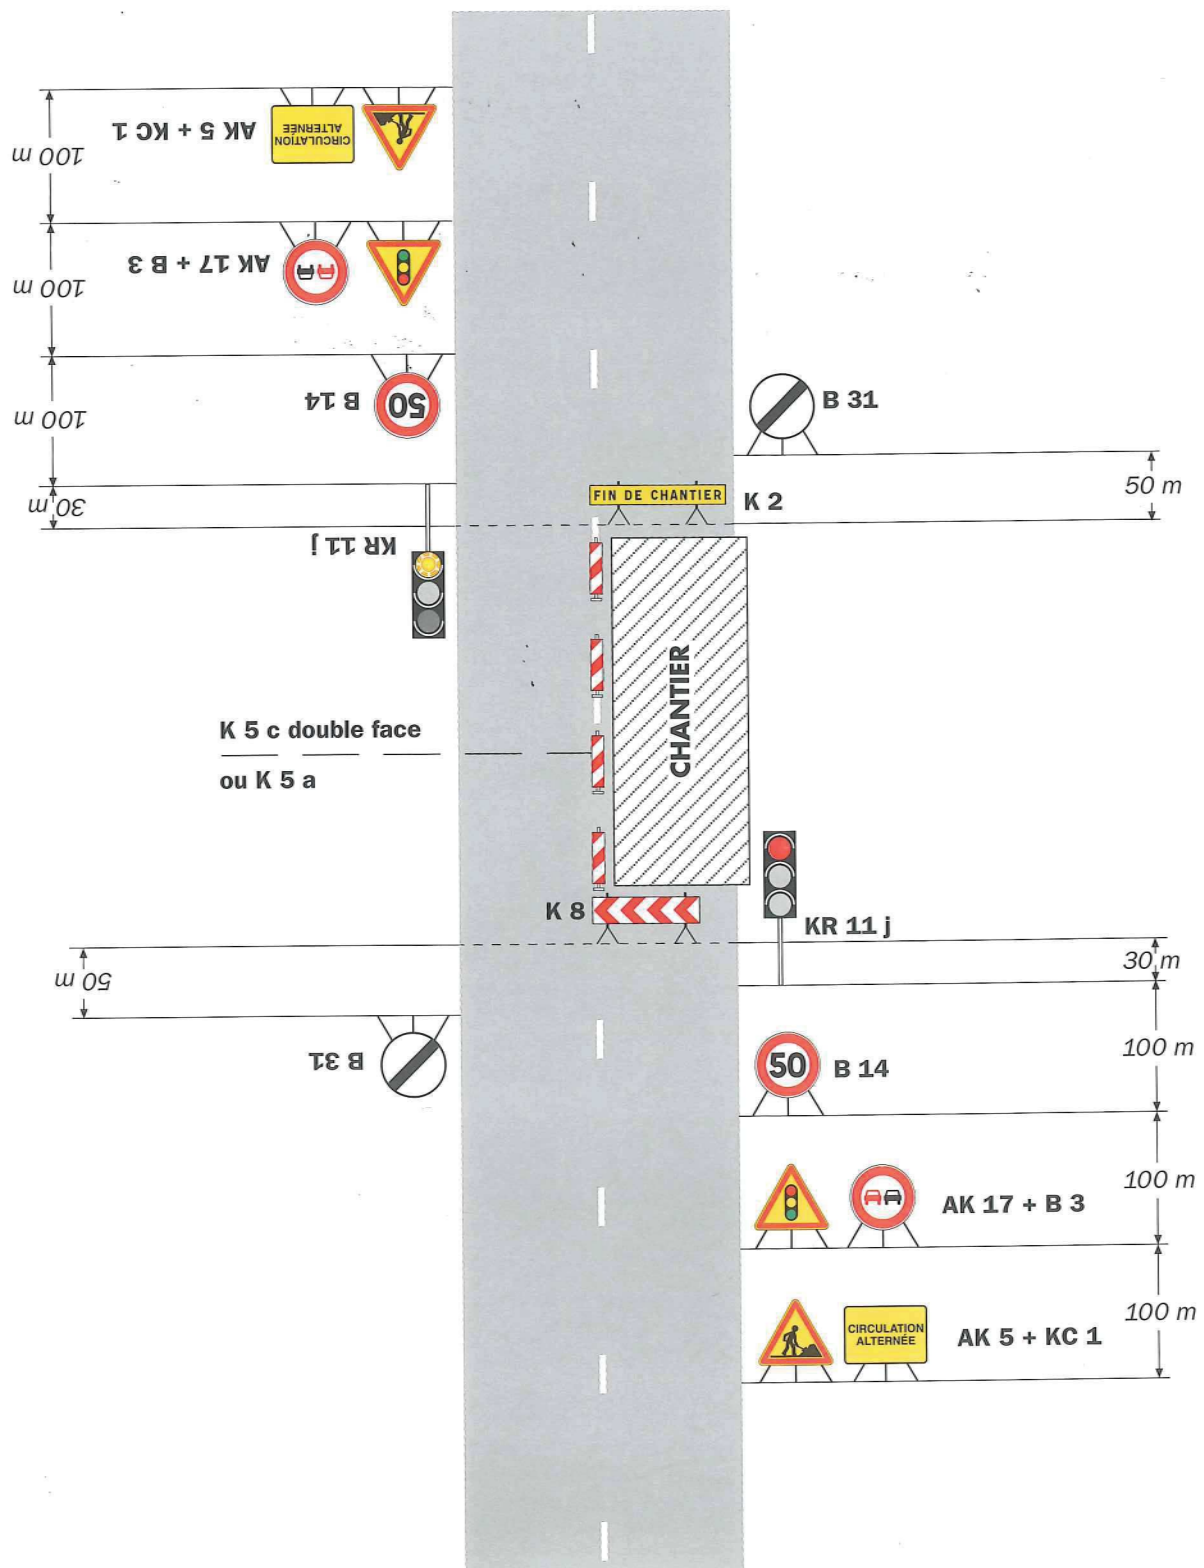 100 m
AK 5 + KC 1
CIRCULATION
ALTERNÉE
100 m
AK 17 + B 3
100 m
B 14
50
B 31
30 m
KR 11 j
FIN DE CHANTIER
K 2
50 m
CHANTIER
K 5 c double face
ou K 5 a
K 8
KR 11 j
30 m
50 m
B 31
50
B 14
100 m
AK 17 + B 3
100 m
CIRCULATION
ALTERNÉE
AK 5 + KC 1
100 m